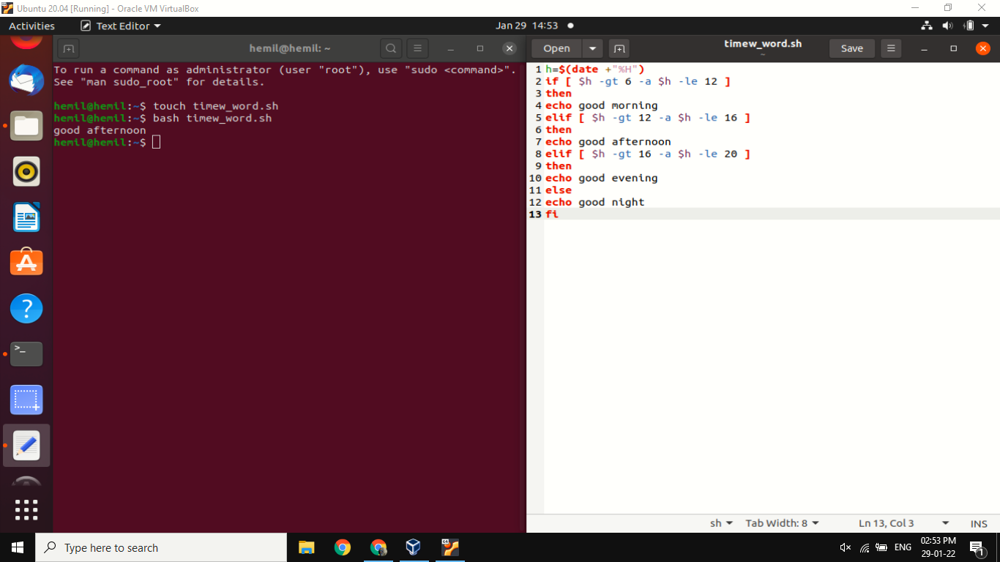 Ubuntu 20.04 [Running] - Oracle VM VirtualBox
Activities Text Editor Jan 29 14:53
hemil@hemil: ~
To run a command as administrator (user "root"), use "sudo <command>".
See "man sudo_root" for details.
hemil@hemil:~$ touch timew_word.sh
hemil@hemil:~$ bash timew_word.sh
good afternoon
hemil@hemil:~$
Open timew_word.sh Save
~
1 h=$(date +"%H")
2 if [ $h -gt 6 -a $h -le 12 ]
3 then
4 echo good morning
5 elif [ $h -gt 12 -a $h -le 16 ]
6 then
7 echo good afternoon
8 elif [ $h -gt 16 -a $h -le 20 ]
9 then
10 echo good evening
11 else
12 echo good night
13 fi
sh Tab Width: 8 Ln 13, Col 3 INS
Type here to search
ENG
02:53 PM
29-01-22
1